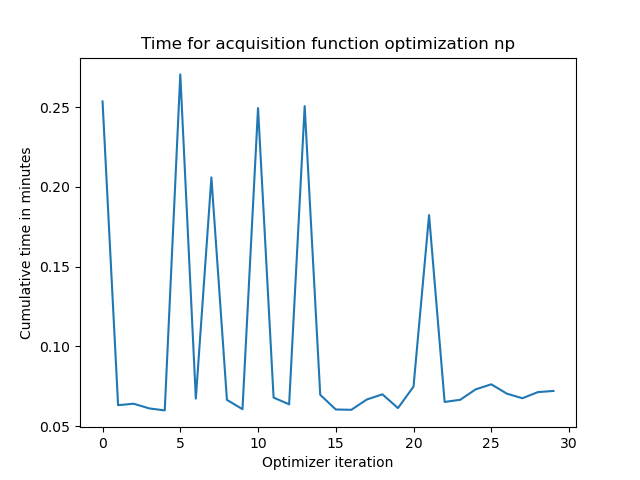 Time for acquisition function optimization np
Cumulative time in minutes
0.25
0.20
0.15
0.10
0.05
0 5 10 15 20 25 30
Optimizer iteration